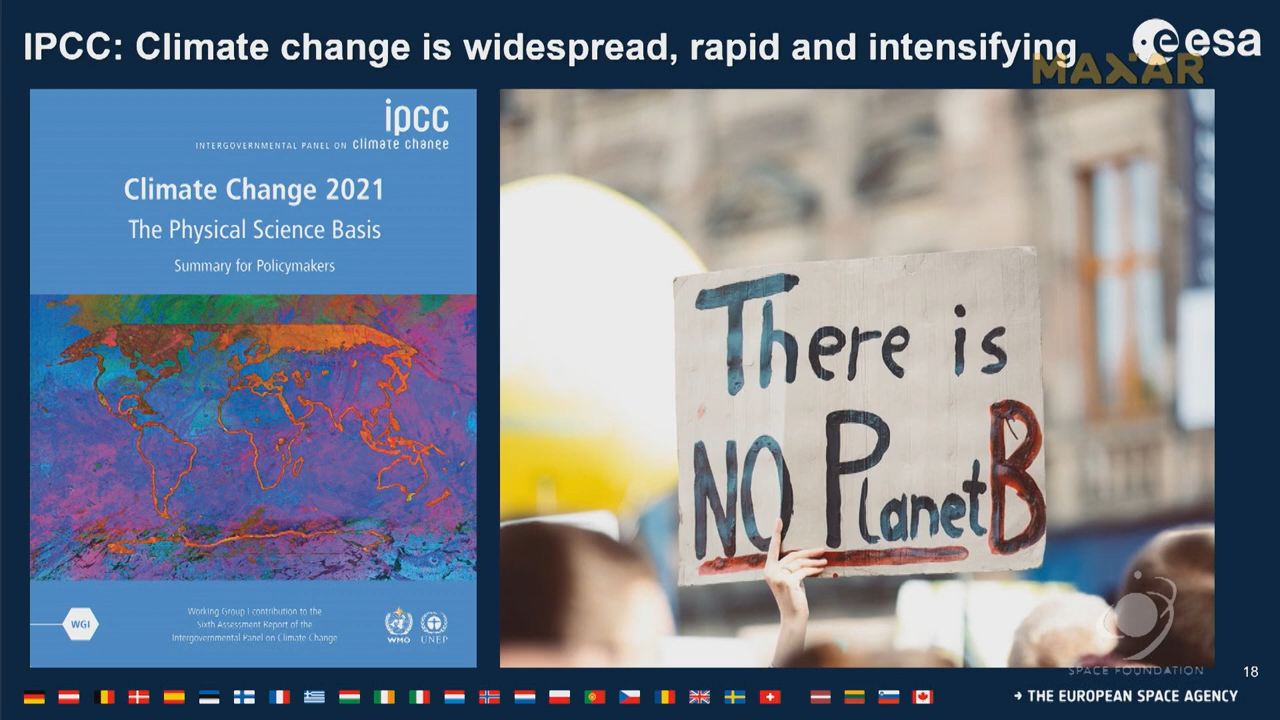 IPCC: Climate change is widespread, rapid and intensifying
esa
MAXAR
ipcc
INTERGOVERNMENTAL PANEL ON climate change
Climate Change 2021
The Physical Science Basis
Summary for Policymakers
WGI
Working Group I contribution to the
Sixth Assessment Report of the
Intergovernmental Panel on Climate Change
WMO
UNEP
There is
NO Planet B
SPACE FOUNDATION
18
→ THE EUROPEAN SPACE AGENCY